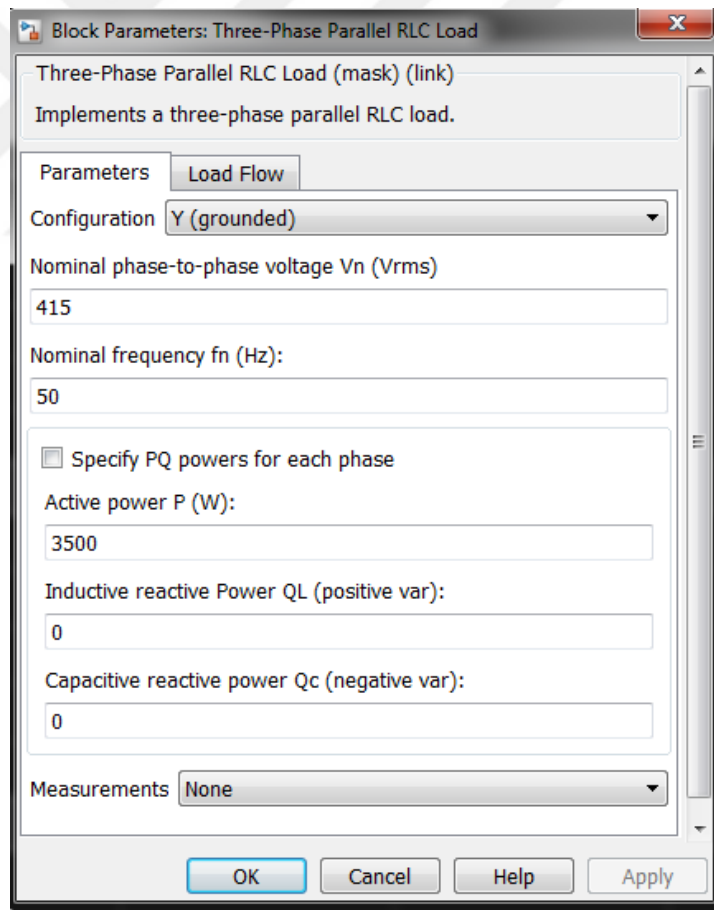 Block Parameters: Three-Phase Parallel RLC Load
Three-Phase Parallel RLC Load (mask) (link)
Implements a three-phase parallel RLC load.
Parameters Load Flow
Configuration Y (grounded)
Nominal phase-to-phase voltage Vn (Vrms)
415
Nominal frequency fn (Hz):
50
Specify PQ powers for each phase
Active power P (W):
3500
Inductive reactive Power QL (positive var):
0
Capacitive reactive power Qc (negative var):
0
Measurements None
OK Cancel Help Apply